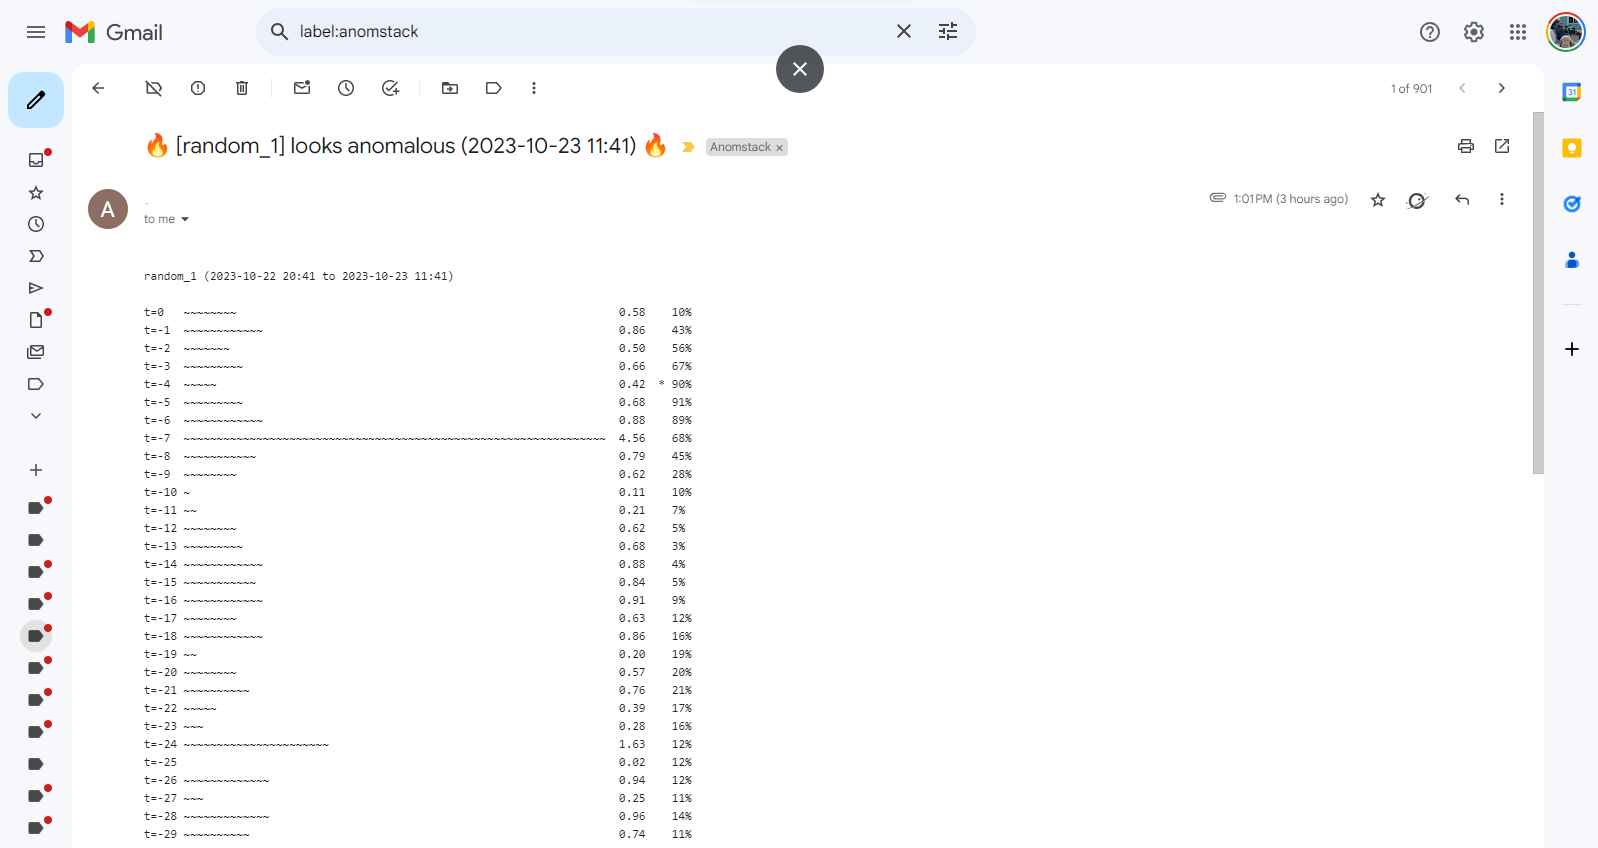 Gmail
label:anomstack
1 of 901
🔥 [random_1] looks anomalous (2023-10-23 11:41) 🔥
Anomstack ×
A
1:01 PM (3 hours ago)
to me
31
random_1 (2023-10-22 20:41 to 2023-10-23 11:41)
t=0 ~~~~~~~~ 0.58 10%
t=-1 ~~~~~~~~~~~~ 0.86 43%
t=-2 ~~~~~~~ 0.50 56%
t=-3 ~~~~~~~~~ 0.66 67%
t=-4 ~~~~~ 0.42 * 90%
t=-5 ~~~~~~~~~ 0.68 91%
t=-6 ~~~~~~~~~~~~ 0.88 89%
t=-7 ~~~~~~~~~~~~~~~~~~~~~~~~~~~~~~~~~~~~~~~~~~~~~~~~~~~~~~~~~~~~~~~~ 4.56 68%
t=-8 ~~~~~~~~~~~ 0.79 45%
t=-9 ~~~~~~~~ 0.62 28%
t=-10 ~ 0.11 10%
t=-11 ~~ 0.21 7%
t=-12 ~~~~~~~~ 0.62 5%
t=-13 ~~~~~~~~~ 0.68 3%
t=-14 ~~~~~~~~~~~~ 0.88 4%
t=-15 ~~~~~~~~~~~ 0.84 5%
t=-16 ~~~~~~~~~~~~ 0.91 9%
t=-17 ~~~~~~~~ 0.63 12%
t=-18 ~~~~~~~~~~~~ 0.86 16%
t=-19 ~~ 0.20 19%
t=-20 ~~~~~~~~ 0.57 20%
t=-21 ~~~~~~~~~~ 0.76 21%
t=-22 ~~~~~ 0.39 17%
t=-23 ~~~ 0.28 16%
t=-24 ~~~~~~~~~~~~~~~~~~~~~~ 1.63 12%
t=-25 0.02 12%
t=-26 ~~~~~~~~~~~~~ 0.94 12%
t=-27 ~~~ 0.25 11%
t=-28 ~~~~~~~~~~~~~ 0.96 14%
t=-29 ~~~~~~~~~~ 0.74 11%